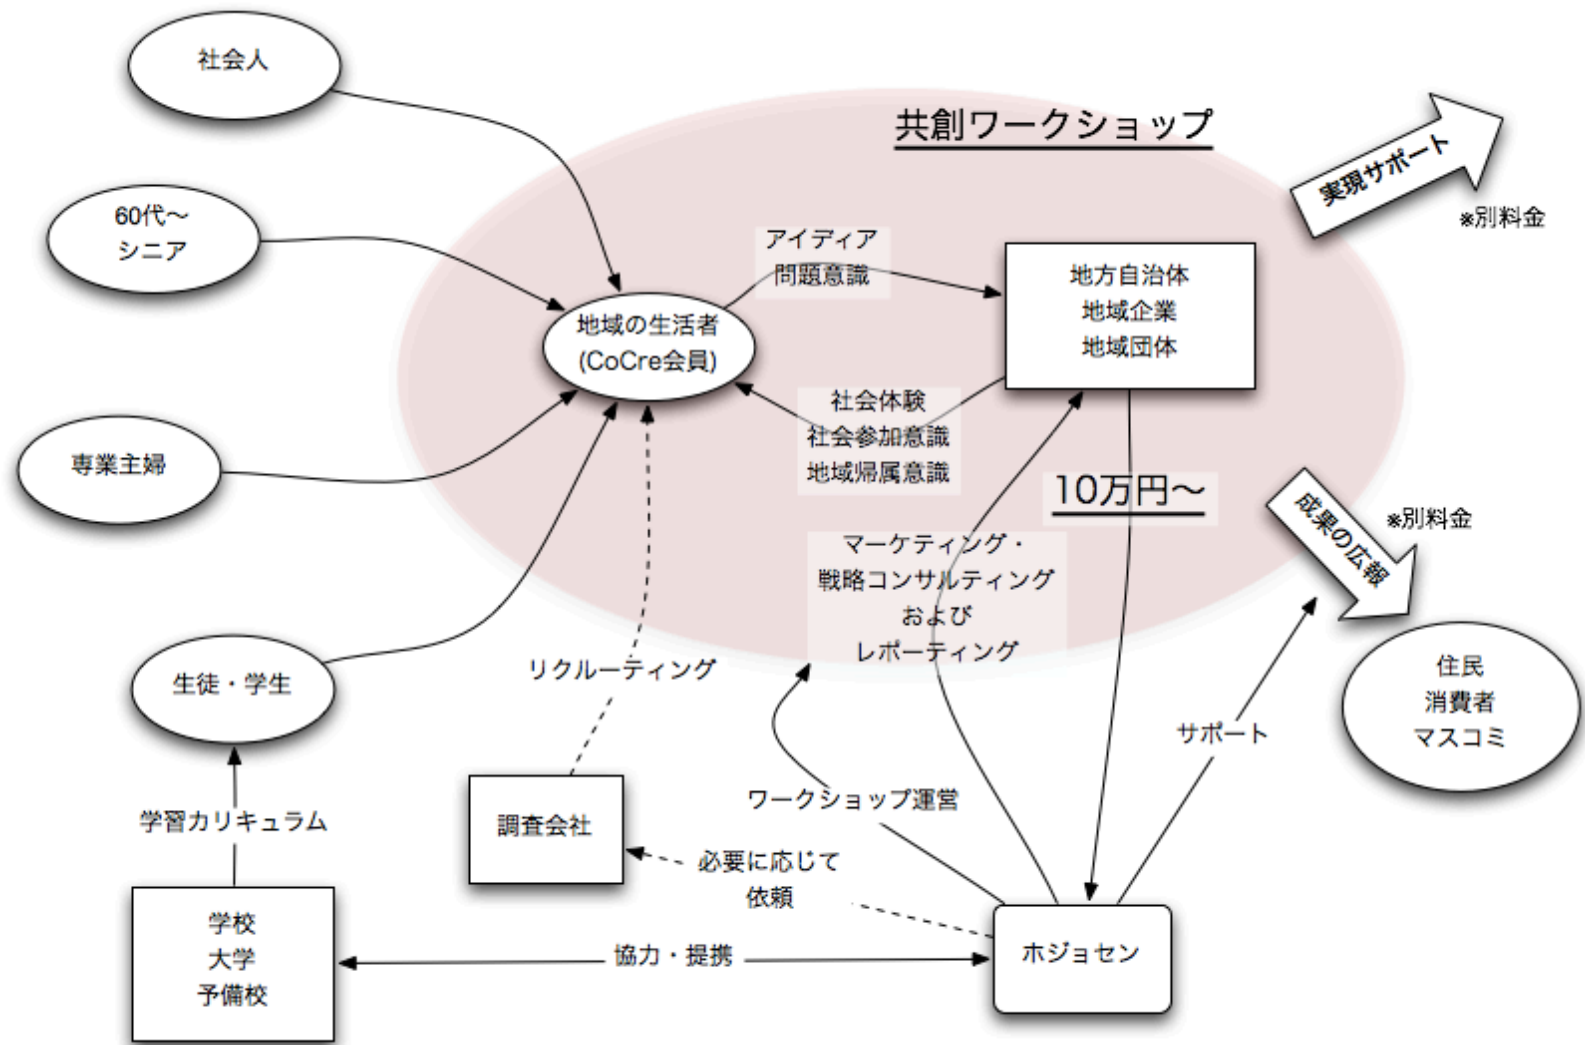 社会人
共創ワークショップ
実現サポート
※別料金
60代～
シニア
アイディア
問題意識
地方自治体
地域企業
地域団体
地域の生活者
(CoCre会員)
社会体験
社会参加意識
地域帰属意識
専業主婦
10万円～
成果の広報
※別料金
マーケティング・
戦略コンサルティング
および
レポーティング
リクルーティング
生徒・学生
住民
消費者
マスコミ
サポート
学習カリキュラム
調査会社
ワークショップ運営
必要に応じて
依頼
学校
大学
予備校
協力・提携
ホジョセン